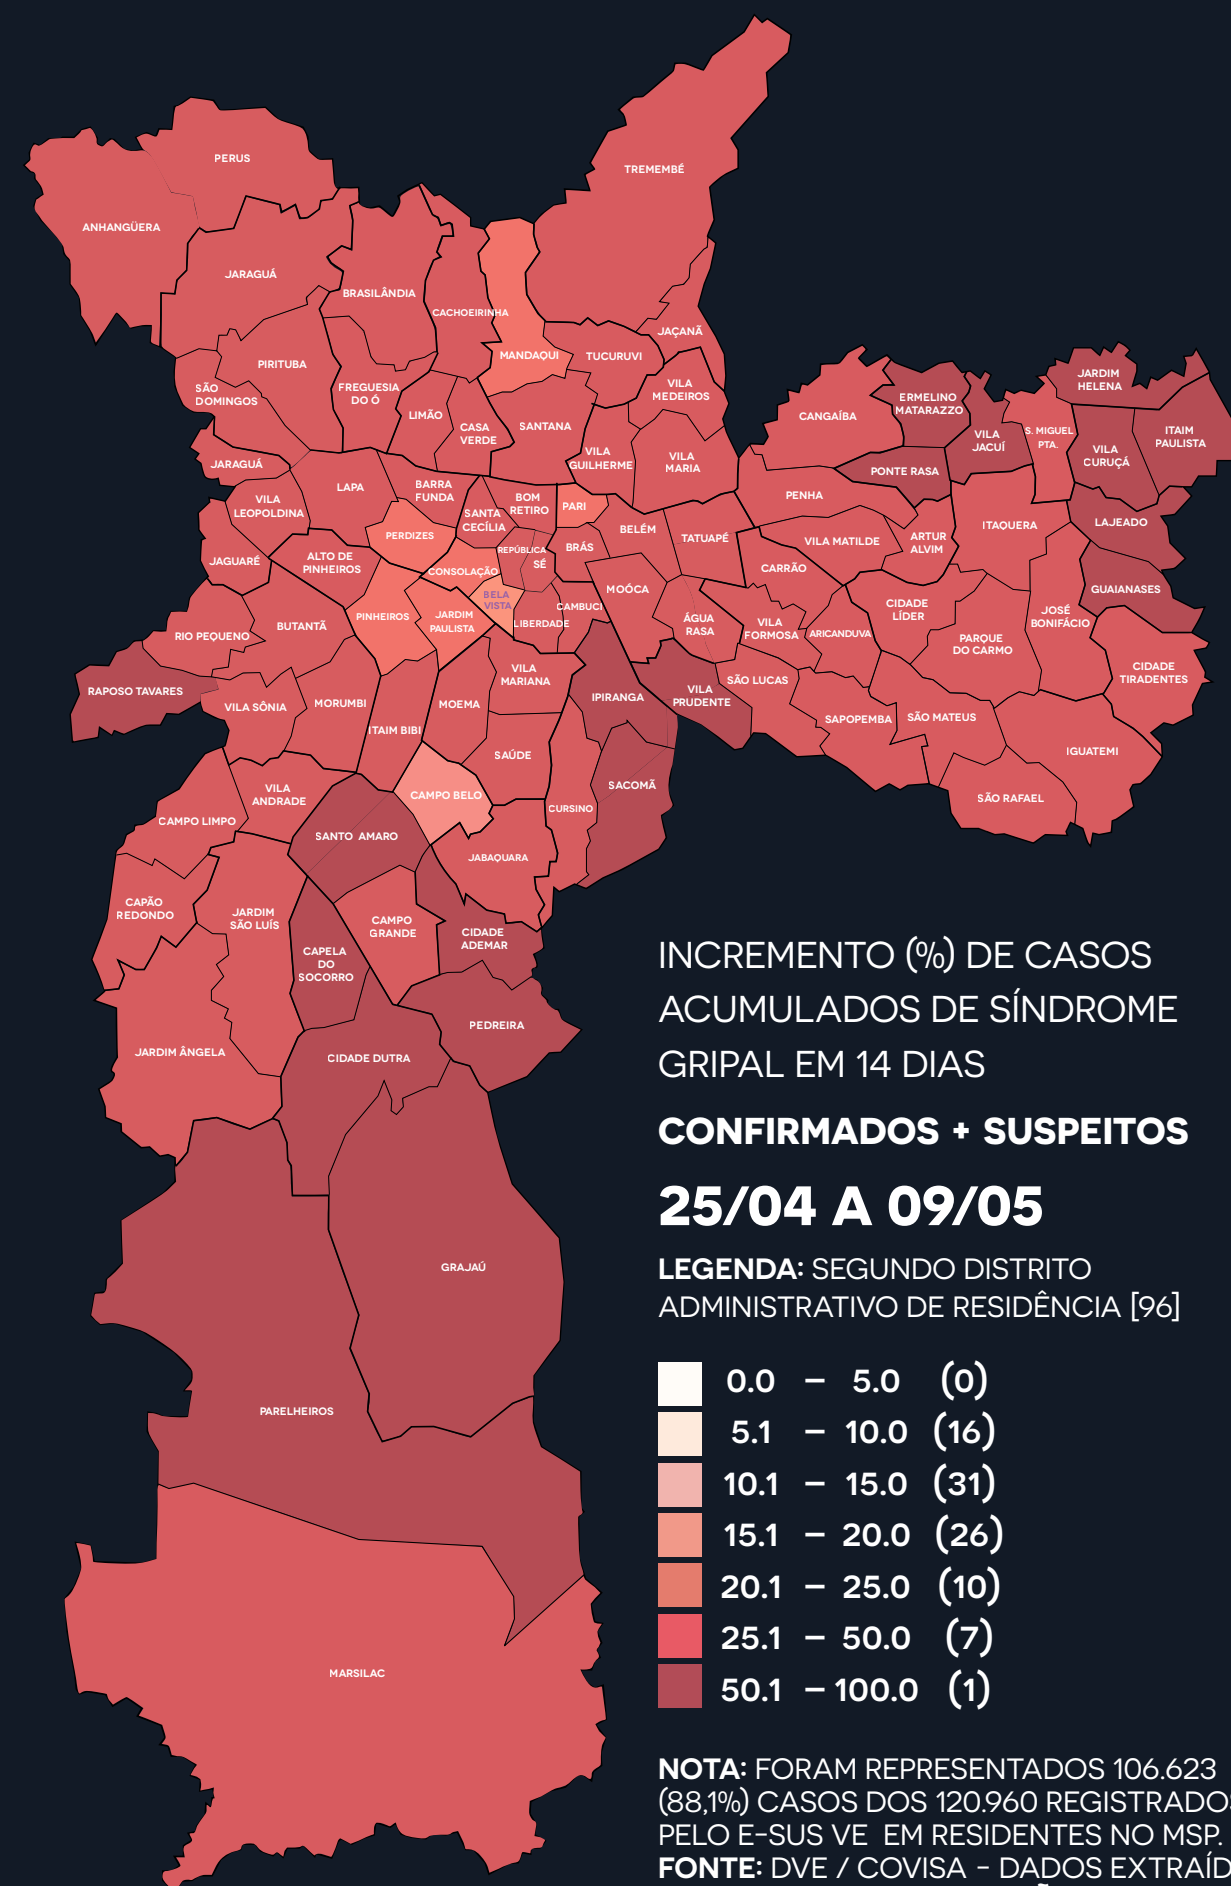 TREMEMBÉ
PERUS
ANHANGÜERA
JARAGUÁ
BRASILÂNDIA
CACHOEIRINHA
MANDAQUI
TUCURUVI
JAÇANÃ
PIRITUBA
SÃO
DOMINGOS
FREGUESIA
DO Ó
LIMÃO
CASA
VERDE
SANTANA
VILA
MEDEIROS
VILA
GUILHERME
VILA
MARIA
CANGAÍBA
ERMELINO
MATARAZZO
VILA
JACUÍ
S. MIGUEL
PTA.
JARDIM
HELENA
VILA
CURUÇÁ
ITAIM
PAULISTA
PONTE RASA
JARAGUÁ
VILA
LEOPOLDINA
LAPA
BARRA
FUNDA
BOM
RETIRO
SANTA
CECÍLIA
PARI
PERDIZES
BELÉM
TATUAPÉ
PENHA
VILA MATILDE
ARTUR
ALVIM
ITAQUERA
LAJEADO
JAGUARÉ
ALTO DE
PINHEIROS
CONSOLAÇÃO
REPÚBLICA
SÉ
BRÁS
MOÓCA
CARRÃO
GUAIANASES
RIO PEQUENO
BUTANTÃ
PINHEIROS
JARDIM
PAULISTA
BELA
VISTA
LIBERDADE
CAMBUCI
ÁGUA
RASA
VILA
FORMOSA
ARICANDUVA
CIDADE
LÍDER
PARQUE
DO CARMO
JOSÉ
BONIFÁCIO
CIDADE
TIRADENTES
RAPOSO TAVARES
VILA SÔNIA
MORUMBI
ITAIM BIBI
MOEMA
VILA
MARIANA
IPIRANGA
VILA
PRUDENTE
SÃO LUCAS
SAPOPEMBA
SÃO MATEUS
IGUATEMI
SAÚDE
SACOMÃ
CURSINO
SÃO RAFAEL
VILA
ANDRADE
CAMPO LIMPO
CAMPO BELO
SANTO AMARO
JABAQUARA
CAPÃO
REDONDO
JARDIM
SÃO LUÍS
CAMPO
GRANDE
CIDADE
ADEMAR
CAPELA
DO
SOCORRO
PEDREIRA
JARDIM ÂNGELA
CIDADE DUTRA
GRAJAÚ
PARELHEIROS
MARSILAC
INCREMENTO (%) DE CASOS
ACUMULADOS DE SÍNDROME
GRIPAL EM 14 DIAS
CONFIRMADOS + SUSPEITOS
25/04 A 09/05
LEGENDA: SEGUNDO DISTRITO
ADMINISTRATIVO DE RESIDÊNCIA [96]
0.0 – 5.0 (0)
5.1 – 10.0 (16)
10.1 – 15.0 (31)
15.1 – 20.0 (26)
20.1 – 25.0 (10)
25.1 – 50.0 (7)
50.1 – 100.0 (1)
NOTA: FORAM REPRESENTADOS 106.623
(88,1%) CASOS DOS 120.960 REGISTRADO
PELO E-SUS VE EM RESIDENTES NO MSP.
FONTE: DVE / COVISA - DADOS EXTRAÍD